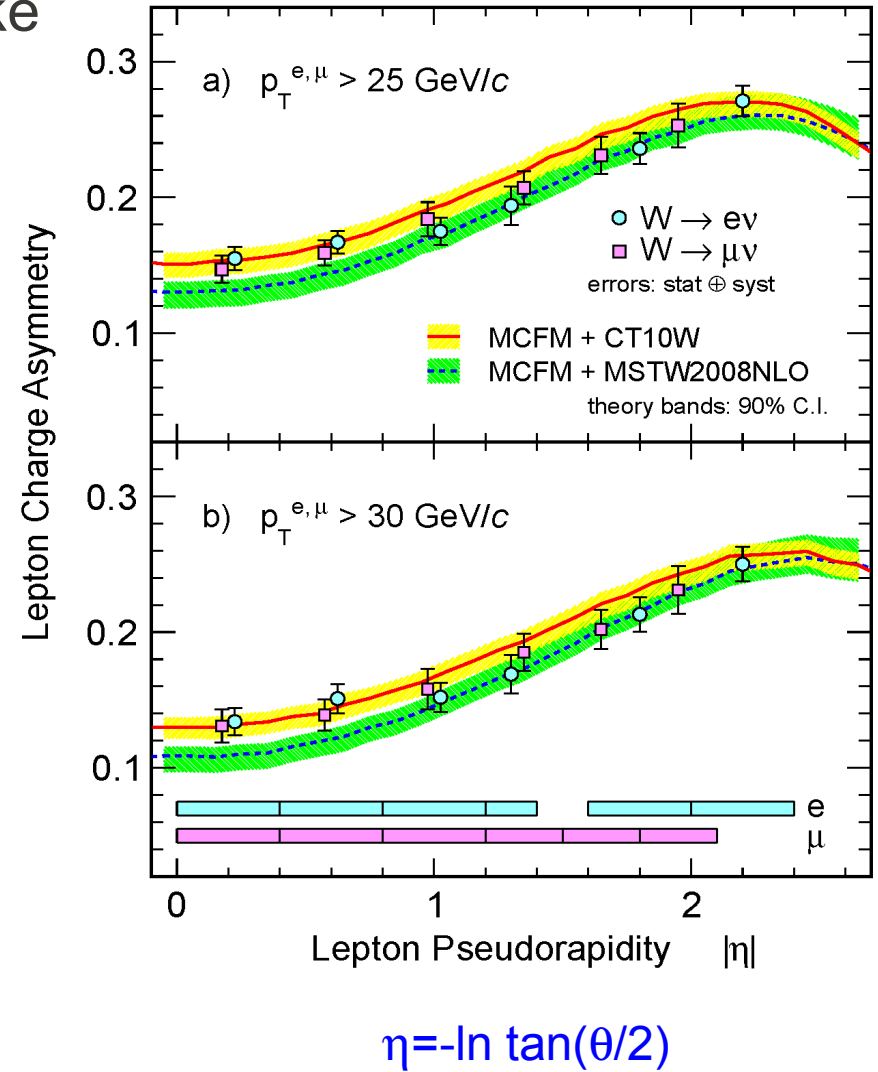 ke
a) p_T^{e, μ} > 25 GeV/c
0.3
0.2
0.1
W → eν
W → μν
errors: stat ⊕ syst
MCFM + CT10W
MCFM + MSTW2008NLO
theory bands: 90% C.I.
Lepton Charge Asymmetry
b) p_T^{e, μ} > 30 GeV/c
0.3
0.2
0.1
e
μ
0 1 2
Lepton Pseudorapidity |η|
η=-ln tan(θ/2)